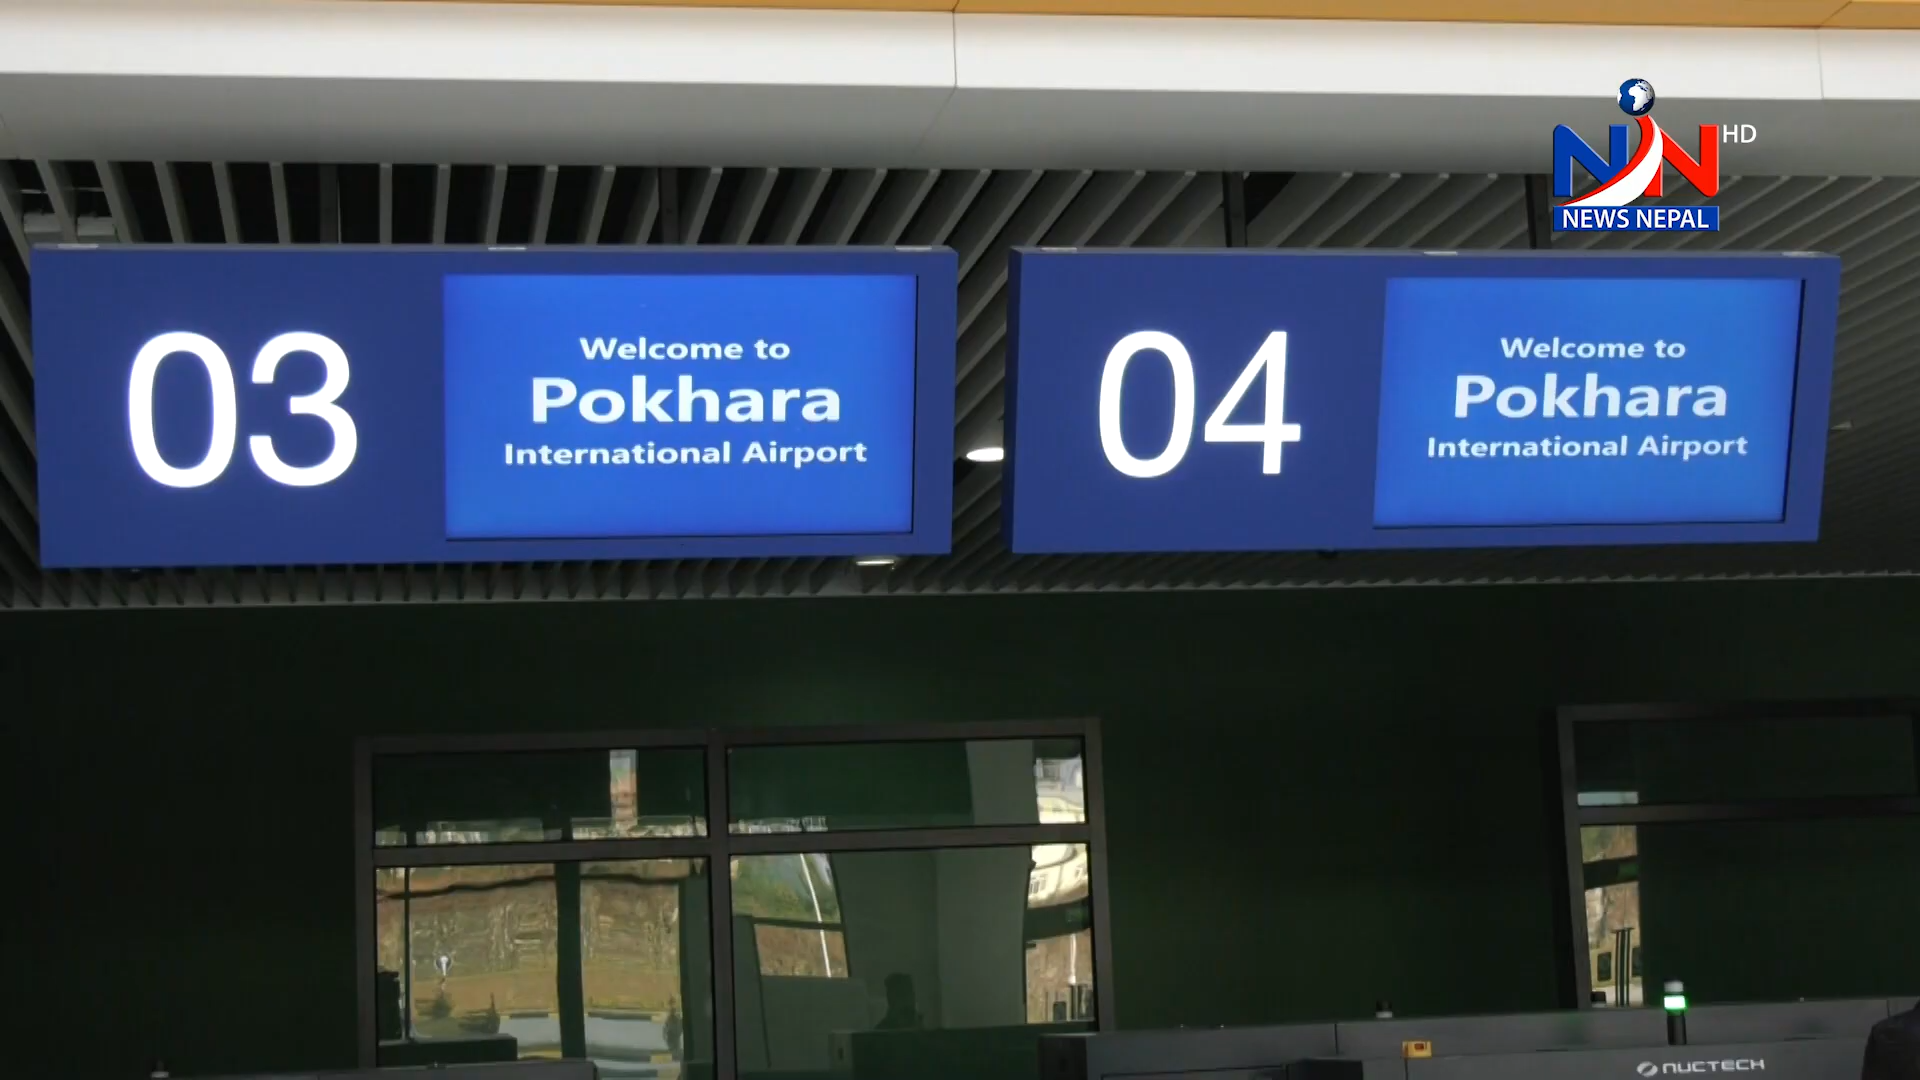 HD
NN
NEWS NEPAL
03
Welcome to
Pokhara
International Airport
04
Welcome to
Pokhara
International Airport
NUCTECH